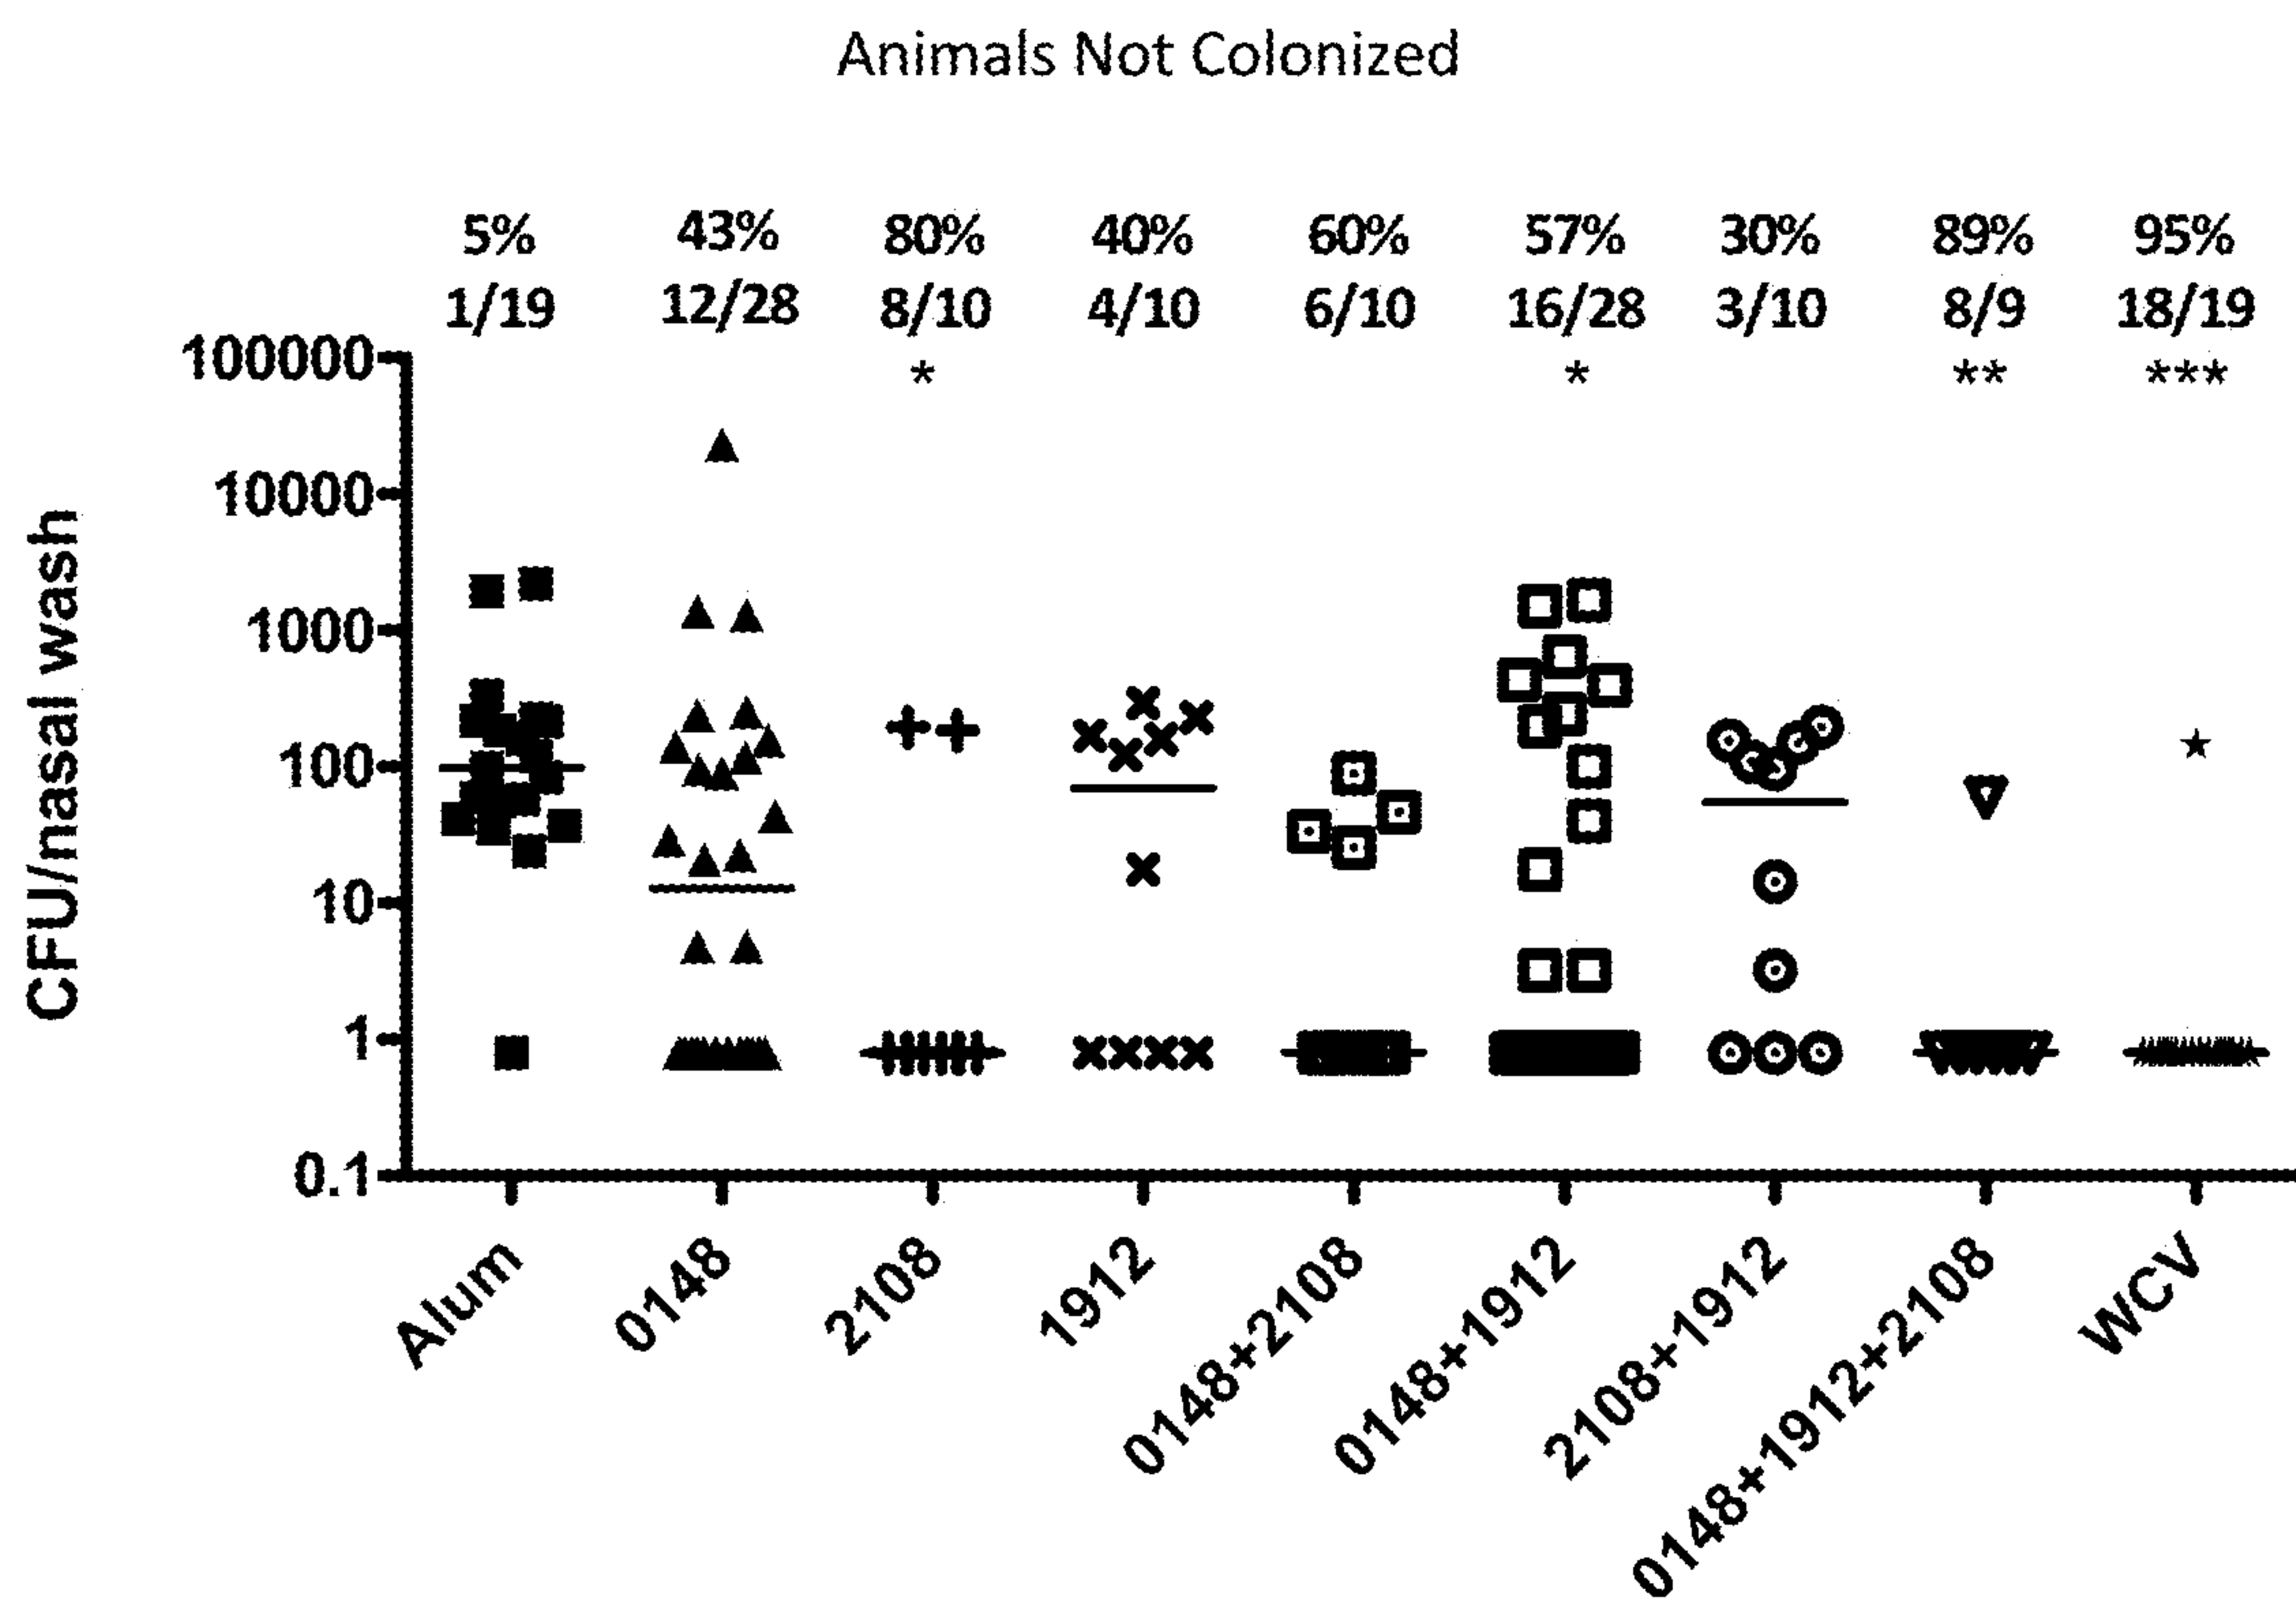 Animals Not Colonized
5% 43% 80% 40% 60% 57% 30% 89% 95%
1/19 12/28 8/10 4/10 6/10 16/28 3/10 8/9 18/19
* * ** ***
CFU/nasal wash
100000
10000
1000
100
10
1
0.1
Alum
0148
2108
1912
0148+2108
0148+1912
2108+1912
0148+1912+2108
WCV